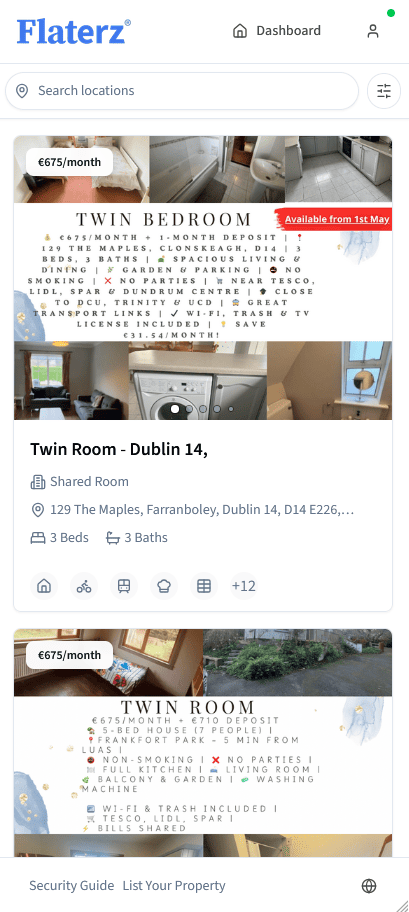 Flaterz®
Dashboard
Search locations
€675/month
TWIN BEDROOM
Available from 1st May
€675/MONTH + 1-MONTH DEPOSIT |
129 THE MAPLES, CLONSKEAGH, D14 | 3
BEDS, 3 BATHS | SPACIOUS LIVING &
DINING | GARDEN & PARKING | NO
SMOKING | NO PARTIES | NEAR TESCO,
LIDL, SPAR & DUNDRUM CENTRE | CLOSE
TO DCU, TRINITY & UCD | GREAT
TRANSPORT LINKS | WI-FI, TRASH & TV
LICENSE INCLUDED | SAVE
€31.54/MONTH!
Twin Room - Dublin 14,
Shared Room
129 The Maples, Farranboley, Dublin 14, D14 E226,…
3 Beds 3 Baths
+12
€675/month
TWIN ROOM
€675/MONTH + €710 DEPOSIT
5-BED HOUSE (7 PEOPLE) |
FRANKFORT PARK – 5 MIN FROM
LUAS |
NON-SMOKING | NO PARTIES |
FULL KITCHEN | LIVING ROOM |
BALCONY & GARDEN | WASHING
MACHINE
WI-FI & TRASH INCLUDED |
TESCO, LIDL, SPAR |
BILLS SHARED
Security Guide List Your Property